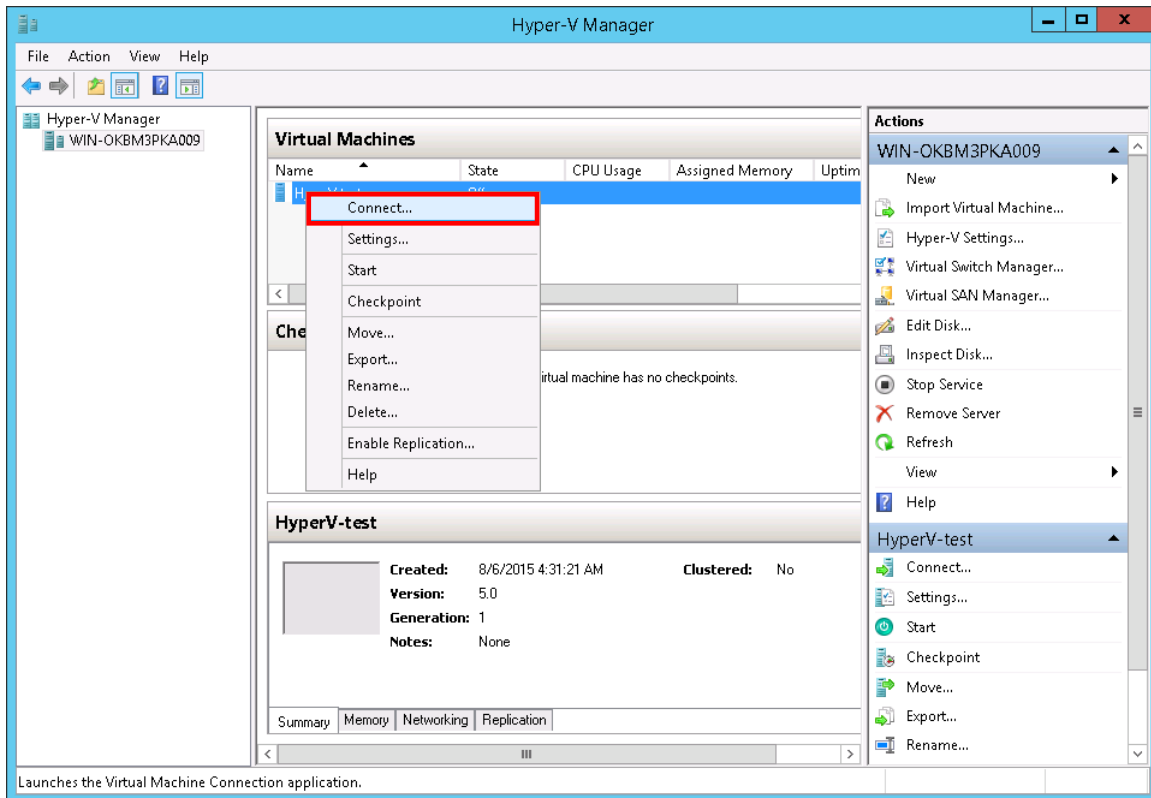 Hyper-V Manager
File Action View Help
Hyper-V Manager
WIN-OKBM3PKA009
Virtual Machines
Name State CPU Usage Assigned Memory Uptim
Connect...
Settings...
Start
Checkpoint
Move...
Export...
Rename...
Delete...
Enable Replication...
Help
Che
irtual machine has no checkpoints.
HyperV-test
Created: 8/6/2015 4:31:21 AM Clustered: No
Version: 5.0
Generation: 1
Notes: None
Summary Memory Networking Replication
Actions
WIN-OKBM3PKA009
New
Import Virtual Machine...
Hyper-V Settings...
Virtual Switch Manager...
Virtual SAN Manager...
Edit Disk...
Inspect Disk...
Stop Service
Remove Server
Refresh
View
Help
HyperV-test
Connect...
Settings...
Start
Checkpoint
Move...
Export...
Rename...
Launches the Virtual Machine Connection application.